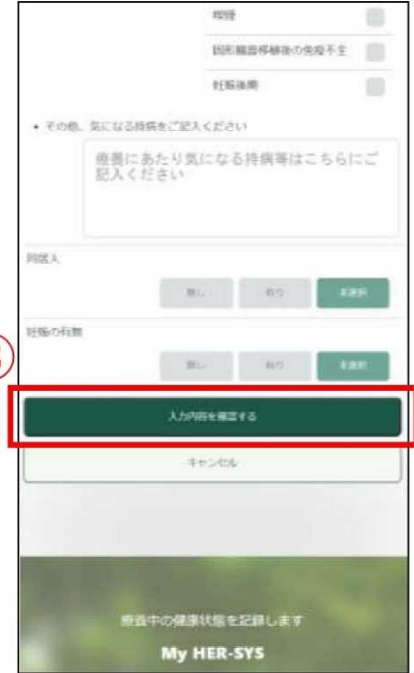 喫煙
固形臓器移植後の免疫不全
妊娠後期
• その他、気になる持病をご記入ください
療養にあたり気になる持病等はこちらにご
記入ください
同居人
無し 有り 未選択
妊娠の有無
無し 有り 未選択
入力内容を確認する
キャンセル
療養中の健康状態を記録します
My HER-SYS